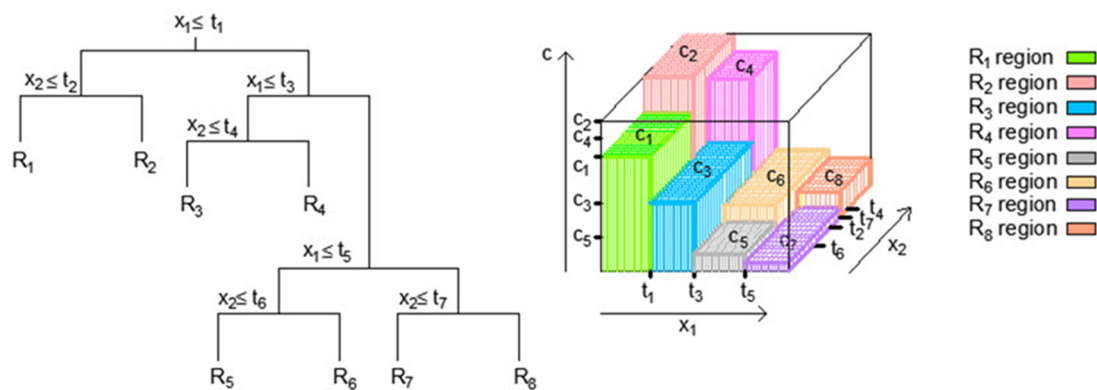 x₁≤ t₁
x₂≤ t₂
x₁≤ t₃
R₁
R₂
x₂≤ t₄
R₃
R₄
x₁≤ t₅
x₂≤ t₆
x₂≤ t₇
R₅
R₆
R₇
R₈
c
c₂
c₄
c₁
c₃
c₅
c₂
c₄
c₁
c₃
c₆
c₈
c₅
c₇
t₁
t₃
t₅
x₁
t₄
t₇
t₂
t₆
x₂
R₁ region
R₂ region
R₃ region
R₄ region
R₅ region
R₆ region
R₇ region
R₈ region